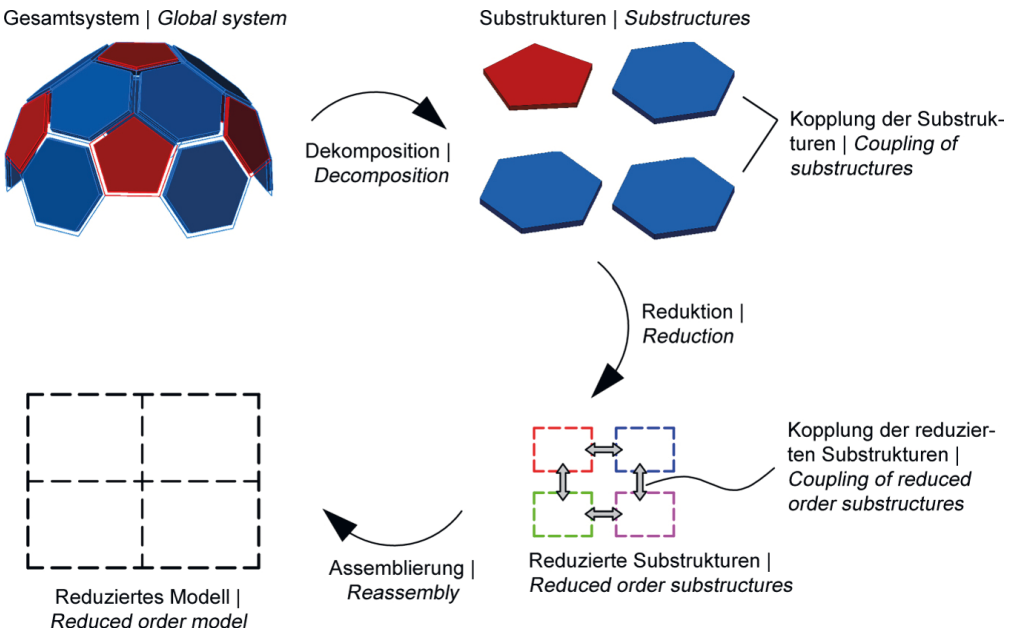 Gesamtsystem | Global system
Substrukturen | Substructures
Dekomposition |
Decomposition
Kopplung der Substruk-
turen | Coupling of
substructures
Reduktion |
Reduction
Kopplung der reduzier-
ten Substrukturen |
Coupling of reduced
order substructures
Reduzierte Substrukturen |
Reduced order substructures
Assemblierung |
Reassembly
Reduziertes Modell |
Reduced order model